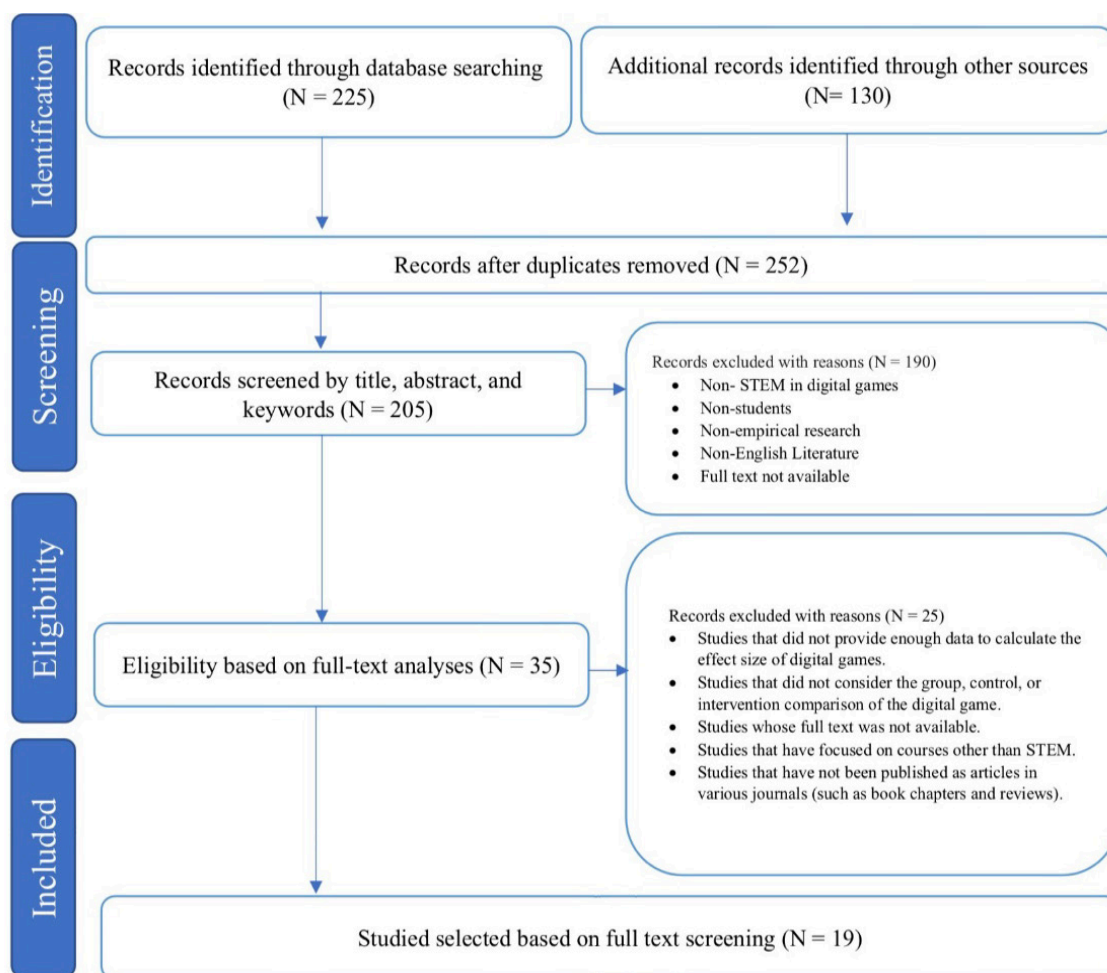 Identification
Records identified through database searching
(N = 225)
Additional records identified through other sources
(N= 130)
Screening
Records after duplicates removed (N = 252)
Records screened by title, abstract, and
keywords (N = 205)
Records excluded with reasons (N = 190)
• Non- STEM in digital games
• Non-students
• Non-empirical research
• Non-English Literature
• Full text not available
Eligibility
Eligibility based on full-text analyses (N = 35)
Records excluded with reasons (N = 25)
• Studies that did not provide enough data to calculate the
effect size of digital games.
• Studies that did not consider the group, control, or
intervention comparison of the digital game.
• Studies whose full text was not available.
• Studies that have focused on courses other than STEM.
• Studies that have not been published as articles in
various journals (such as book chapters and reviews).
Included
Studied selected based on full text screening (N = 19)